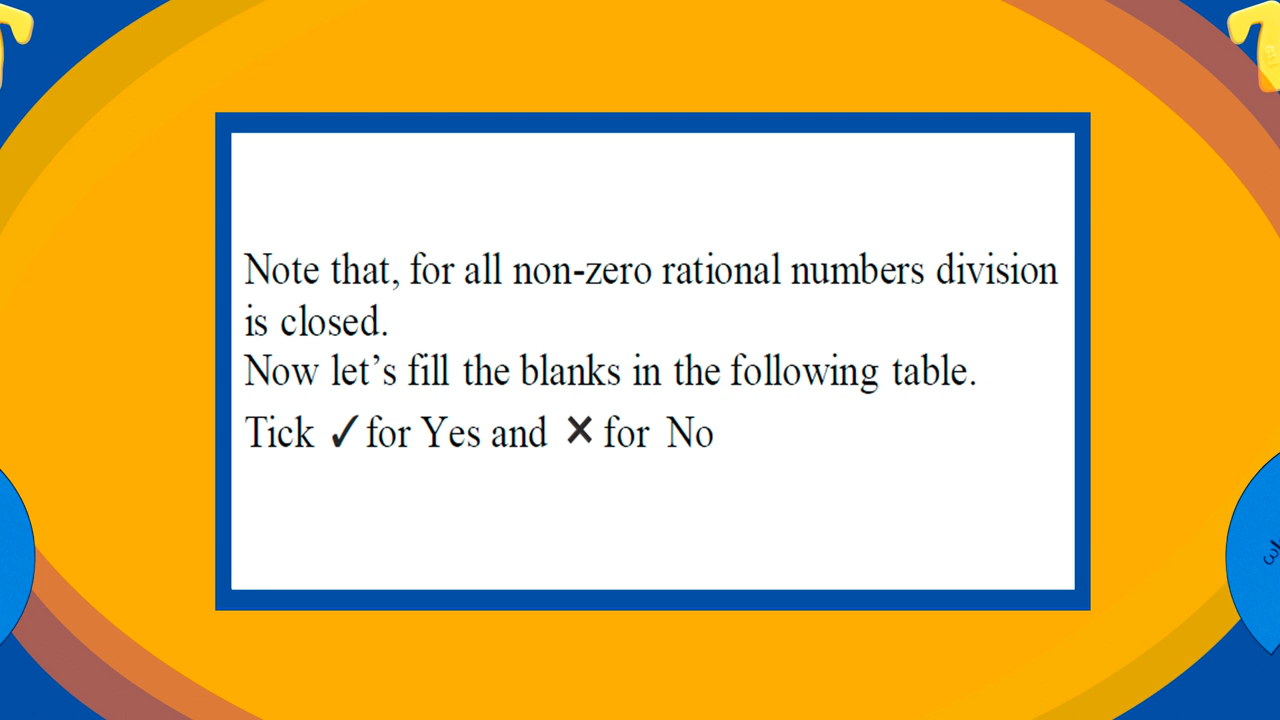 Note that, for all non-zero rational numbers division
is closed.
Now let’s fill the blanks in the following table.
Tick ✓ for Yes and ✕ for No